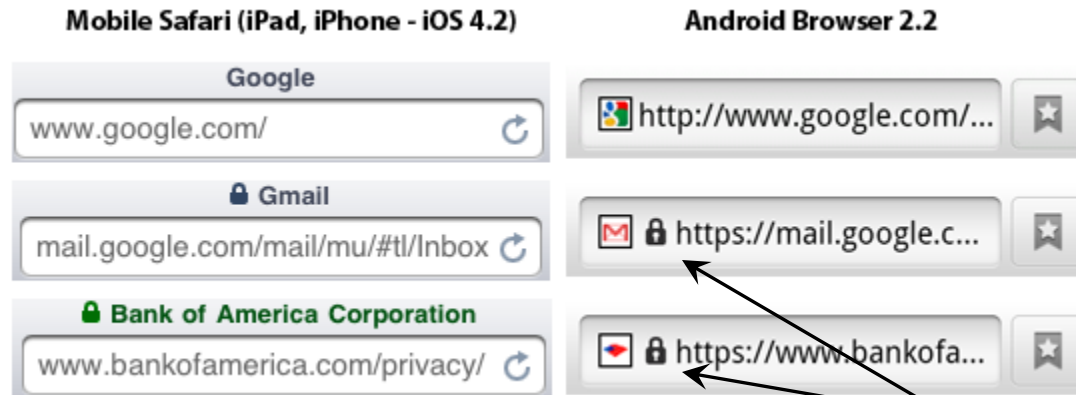 Mobile Safari (iPad, iPhone - iOS 4.2)
Google
www.google.com/
Gmail
mail.google.com/mail/mu/#tl/Inbox
Bank of America Corporation
www.bankofamerica.com/privacy/
Android Browser 2.2
http://www.google.com/...
https://mail.google.c...
https://www.bankofa...